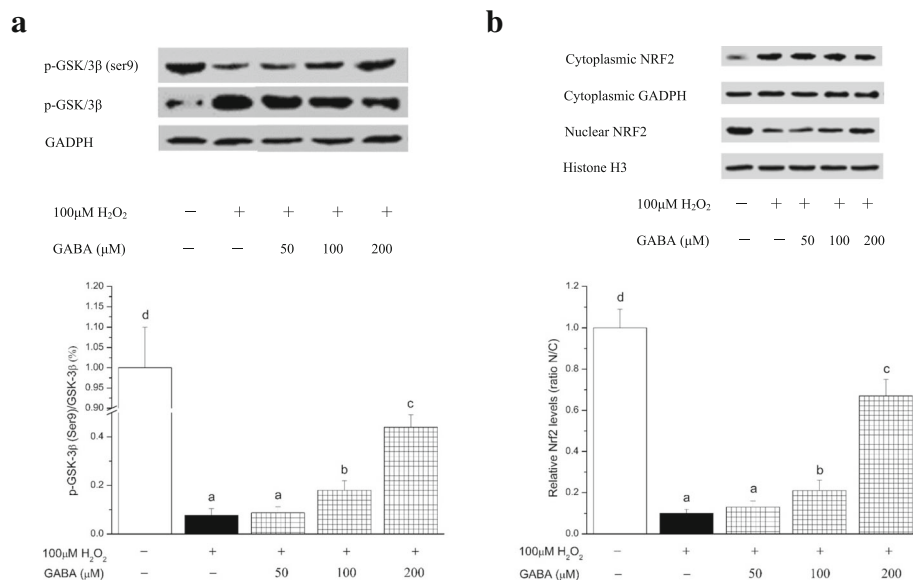 a
p-GSK/3β (ser9)
p-GSK/3β
GADPH
100μM H₂O₂ – + + + +
GABA (μM) – – 50 100 200
1.20
1.15
1.10
1.05
1.00
0.95
0.90
0.4
0.2
0.0
p-GSK-3β (Ser9)/GSK-3β (%)
d
a
a
b
c
100μM H₂O₂ – + + + +
GABA (μM) – – 50 100 200
b
Cytoplasmic NRF2
Cytoplasmic GADPH
Nuclear NRF2
Histone H3
100μM H₂O₂ – + + + +
GABA (μM) – – 50 100 200
1.2
1.0
0.8
0.6
0.4
0.2
0.0
Relative Nrf2 levels (ratio N/C)
d
a
a
b
c
100μM H₂O₂ – + + + +
GABA (μM) – – 50 100 200